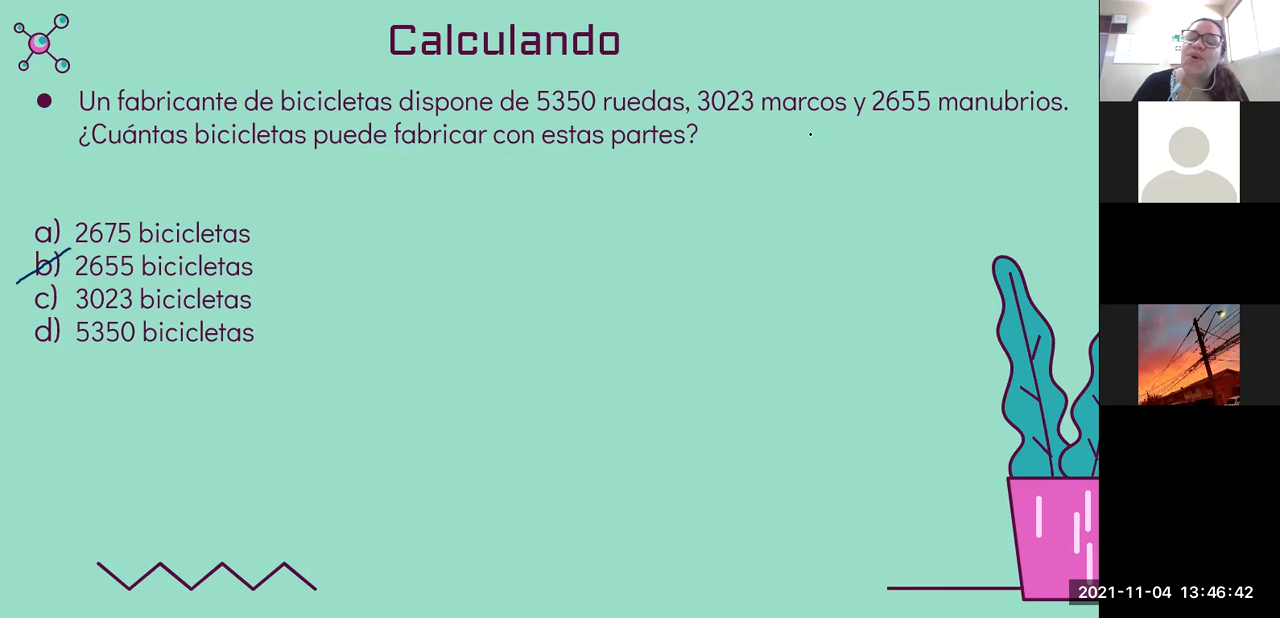 Calculando
Un fabricante de bicicletas dispone de 5350 ruedas, 3023 marcos y 2655 manubrios.
¿Cuántas bicicletas puede fabricar con estas partes?
a) 2675 bicicletas
b) 2655 bicicletas
c) 3023 bicicletas
d) 5350 bicicletas
2021-11-04 13:46:42